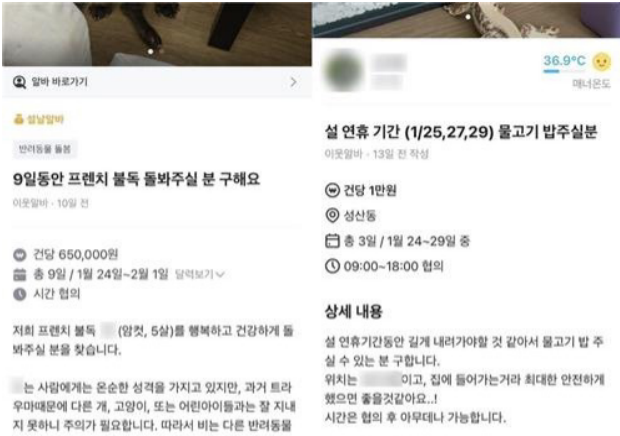 알바 바로가기
설날알바
반려동물 돌봄
9일동안 프렌치 불독 돌봐주실 분 구해요
이웃알바 · 10일 전
건당 650,000원
총 9일 / 1월 24일~2월 1일 달력보기
시간 협의
저희 프렌치 불독 (암컷, 5살)를 행복하고 건강하게 돌
봐주실 분을 찾습니다.
는 사람에게는 온순한 성격을 가지고 있지만, 과거 트라
우마때문에 다른 개, 고양이, 또는 어린아이들과는 잘 지내
지 못하니 주의가 필요합니다. 따라서 비는 다른 반려동물
36.9°C
매너온도
설 연휴 기간 (1/25,27,29) 물고기 밥주실분
이웃알바 · 13일 전 작성
건당 1만원
성산동
총 3일 / 1월 24~29일 중
09:00~18:00 협의
상세 내용
설 연휴기간동안 길게 내려가야할 것 같아서 물고기 밥 주
실 수 있는 분 구합니다.
위치는 이고, 집에 들어가는거라 최대한 안전하게
했으면 좋을것같아요..!
시간은 협의 후 아무데나 가능합니다.